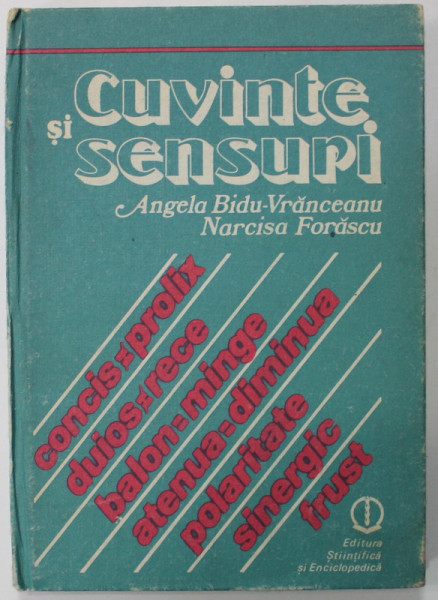 Cuvinte
și
sensuri
Angela Bidu-Vrănceanu
Narcisa Forăscu
concis ≠ prolix
duios ≠ rece
balon = minge
atenua = diminua
polaritate
sinergic
frust
Editura
Științifică
și Enciclopedică